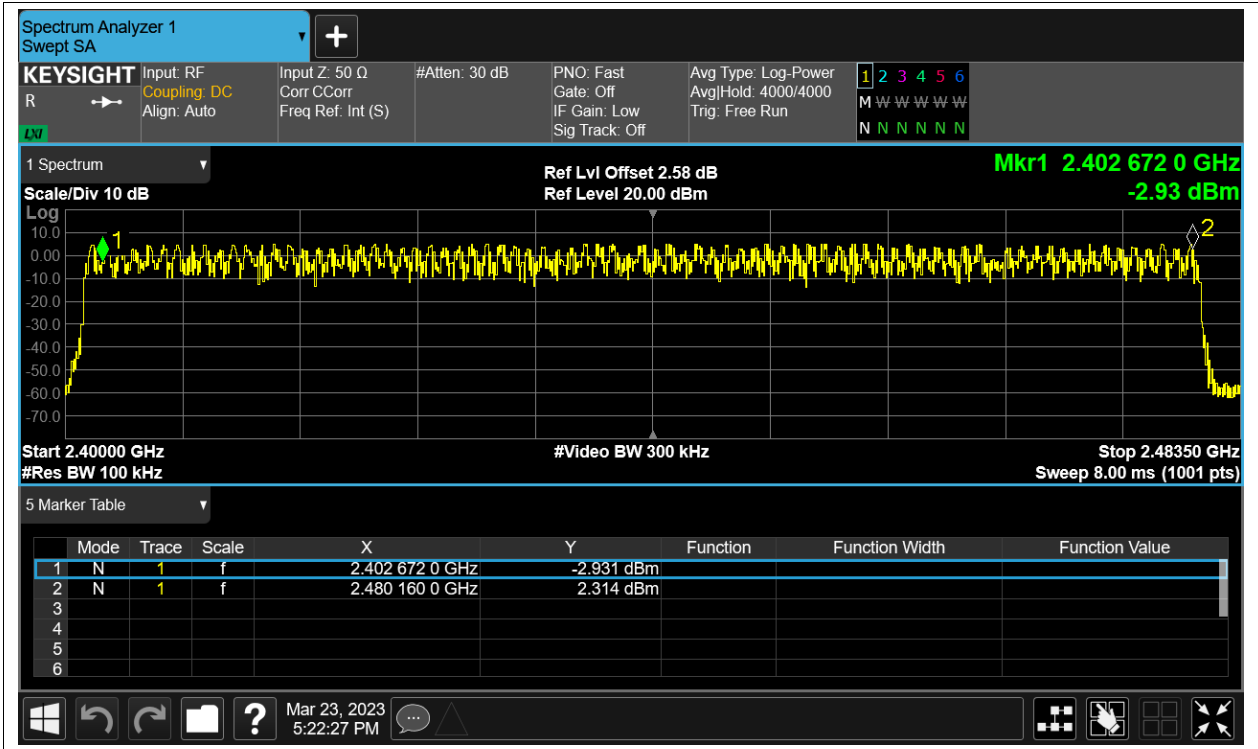 Spectrum Analyzer 1
Swept SA
KEYSIGHT
R
LXI
Input: RF
Coupling: DC
Align: Auto
Input Z: 50 Ω
Corr CCorr
Freq Ref: Int (S)
#Atten: 30 dB
PNO: Fast
Gate: Off
IF Gain: Low
Sig Track: Off
Avg Type: Log-Power
Avg|Hold: 4000/4000
Trig: Free Run
1 2 3 4 5 6
M W W W W W
N N N N N N
1 Spectrum
Scale/Div 10 dB
Ref Lvl Offset 2.58 dB
Ref Level 20.00 dBm
Mkr1 2.402 672 0 GHz
-2.93 dBm
Log
10.0
0.00
-10.0
-20.0
-30.0
-40.0
-50.0
-60.0
-70.0
1
2
Start 2.40000 GHz
#Res BW 100 kHz
#Video BW 300 kHz
Stop 2.48350 GHz
Sweep 8.00 ms (1001 pts)
5 Marker Table
Mode Trace Scale X Y Function Function Width Function Value
1 N 1 f 2.402 672 0 GHz -2.931 dBm
2 N 1 f 2.480 160 0 GHz 2.314 dBm
3
4
5
6
?
Mar 23, 2023
5:22:27 PM